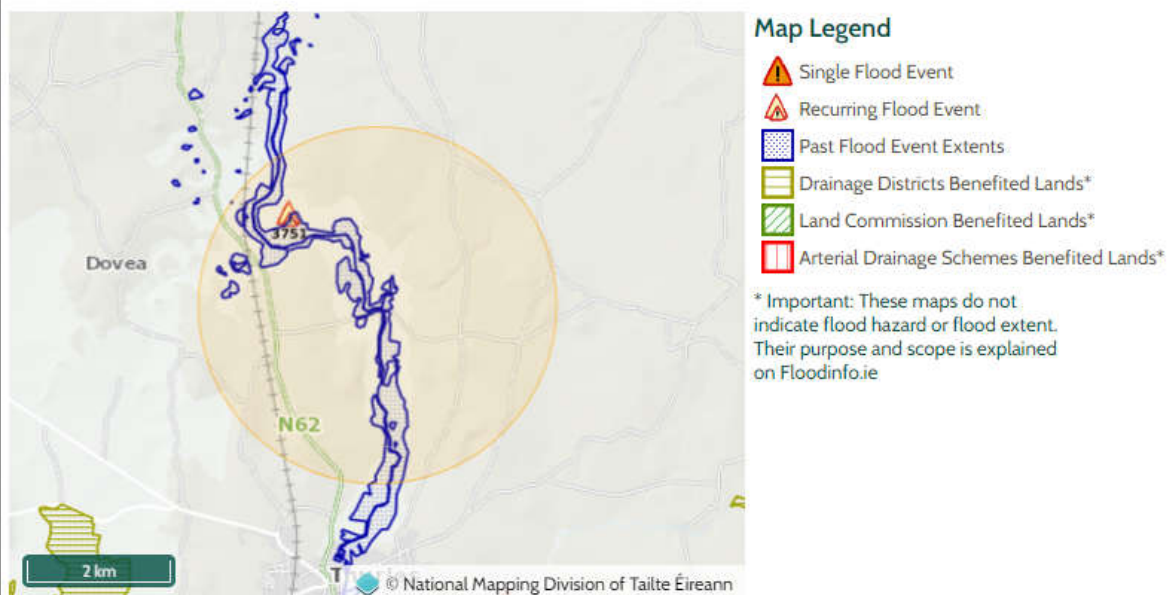 Map Legend
Single Flood Event
Recurring Flood Event
Past Flood Event Extents
Drainage Districts Benefited Lands*
Land Commission Benefited Lands*
Arterial Drainage Schemes Benefited Lands*
* Important: These maps do not
indicate flood hazard or flood extent.
Their purpose and scope is explained
on Floodinfo.ie
3751
Dovea
N62
2 km
© National Mapping Division of Tailte Éireann